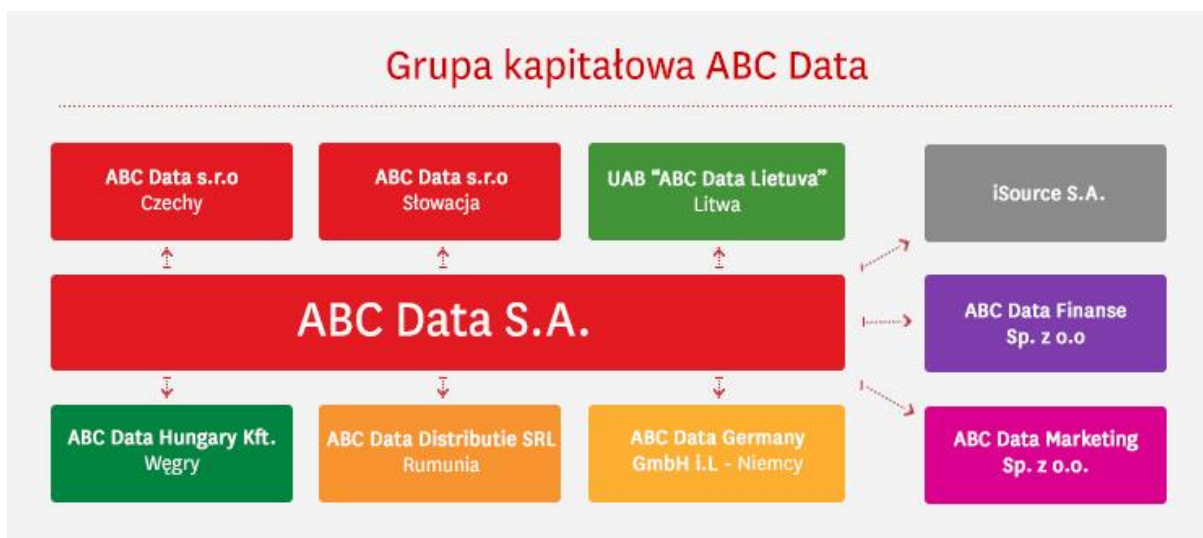 Grupa kapitałowa ABC Data
ABC Data s.r.o
Czechy
ABC Data s.r.o
Słowacja
UAB "ABC Data Lietuva”
Litwa
iSource S.A.
ABC Data S.A.
ABC Data Finanse
Sp. z o.o
ABC Data Hungary Kft.
Węgry
ABC Data Distributie SRL
Rumunia
ABC Data Germany
GmbH i.L - Niemcy
ABC Data Marketing
Sp. z o.o.